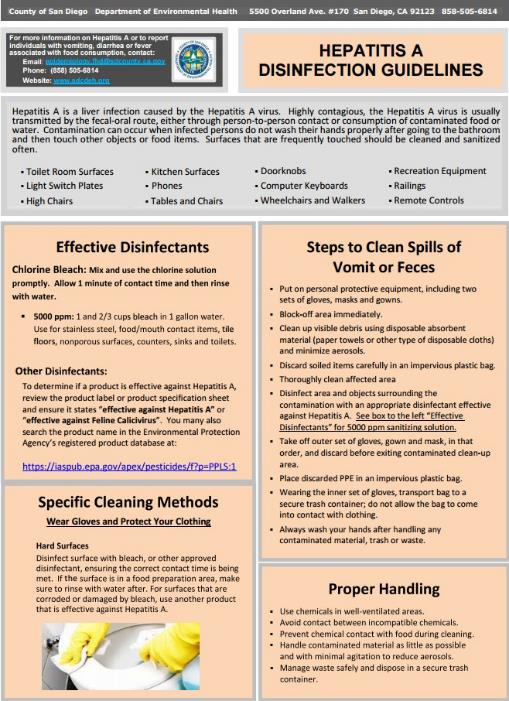 County of San Diego Department of Environmental Health 5500 Overland Ave. #170 San Diego, CA 92123 858-505-6814
For more information on Hepatitis A or to report
individuals with vomiting, diarrhea or fever
associated with food consumption, contact:
Email: epidemiology.fhd@sdcounty.ca.gov
Phone: (858) 505-6814
Website: www.sdcdeh.org
HEPATITIS A
DISINFECTION GUIDELINES
Hepatitis A is a liver infection caused by the Hepatitis A virus. Highly contagious, the Hepatitis A virus is usually
transmitted by the fecal-oral route, either through person-to-person contact or consumption of contaminated food or
water. Contamination can occur when infected persons do not wash their hands properly after going to the bathroom
and then touch other objects or food items. Surfaces that are frequently touched should be cleaned and sanitized
often.
▪ Toilet Room Surfaces ▪ Kitchen Surfaces ▪ Doorknobs ▪ Recreation Equipment
▪ Light Switch Plates ▪ Phones ▪ Computer Keyboards ▪ Railings
▪ High Chairs ▪ Tables and Chairs ▪ Wheelchairs and Walkers ▪ Remote Controls
Effective Disinfectants
Chlorine Bleach: Mix and use the chlorine solution
promptly. Allow 1 minute of contact time and then rinse
with water.
▪ 5000 ppm: 1 and 2/3 cups bleach in 1 gallon water.
Use for stainless steel, food/mouth contact items, tile
floors, nonporous surfaces, counters, sinks and toilets.
Other Disinfectants:
To determine if a product is effective against Hepatitis A,
review the product label or product specification sheet
and ensure it states "effective against Hepatitis A" or
"effective against Feline Calicivirus". You may also
search the product name in the Environmental Protection
Agency's registered product database at:
https://iaspub.epa.gov/apex/pesticides/f?p=PPLS:1
Specific Cleaning Methods
Wear Gloves and Protect Your Clothing
Hard Surfaces
Disinfect surface with bleach, or other approved
disinfectant, ensuring the correct contact time is being
met. If the surface is in a food preparation area, make
sure to rinse with water after. For surfaces that are
corroded or damaged by bleach, use another product
that is effective against Hepatitis A.
Steps to Clean Spills of
Vomit or Feces
▪ Put on personal protective equipment, including two
sets of gloves, masks and gowns.
▪ Block-off area immediately.
▪ Clean up visible debris using disposable absorbent
material (paper towels or other type of disposable cloths)
and minimize aerosols.
▪ Discard soiled items carefully in an impervious plastic bag.
▪ Thoroughly clean affected area
▪ Disinfect area and objects surrounding the
contamination with an appropriate disinfectant effective
against Hepatitis A. See box to the left "Effective
Disinfectants" for 5000 ppm sanitizing solution.
▪ Take off outer set of gloves, gown and mask, in that
order, and discard before exiting contaminated clean-up
area.
▪ Place discarded PPE in an impervious plastic bag.
▪ Wearing the inner set of gloves, transport bag to a
secure trash container; do not allow the bag to come
into contact with clothing.
▪ Always wash your hands after handling any
contaminated material, trash or waste.
Proper Handling
▪ Use chemicals in well-ventilated areas.
▪ Avoid contact between incompatible chemicals.
▪ Prevent chemical contact with food during cleaning.
▪ Handle contaminated material as little as possible
and with minimal agitation to reduce aerosols.
▪ Manage waste safely and dispose in a secure trash
container.